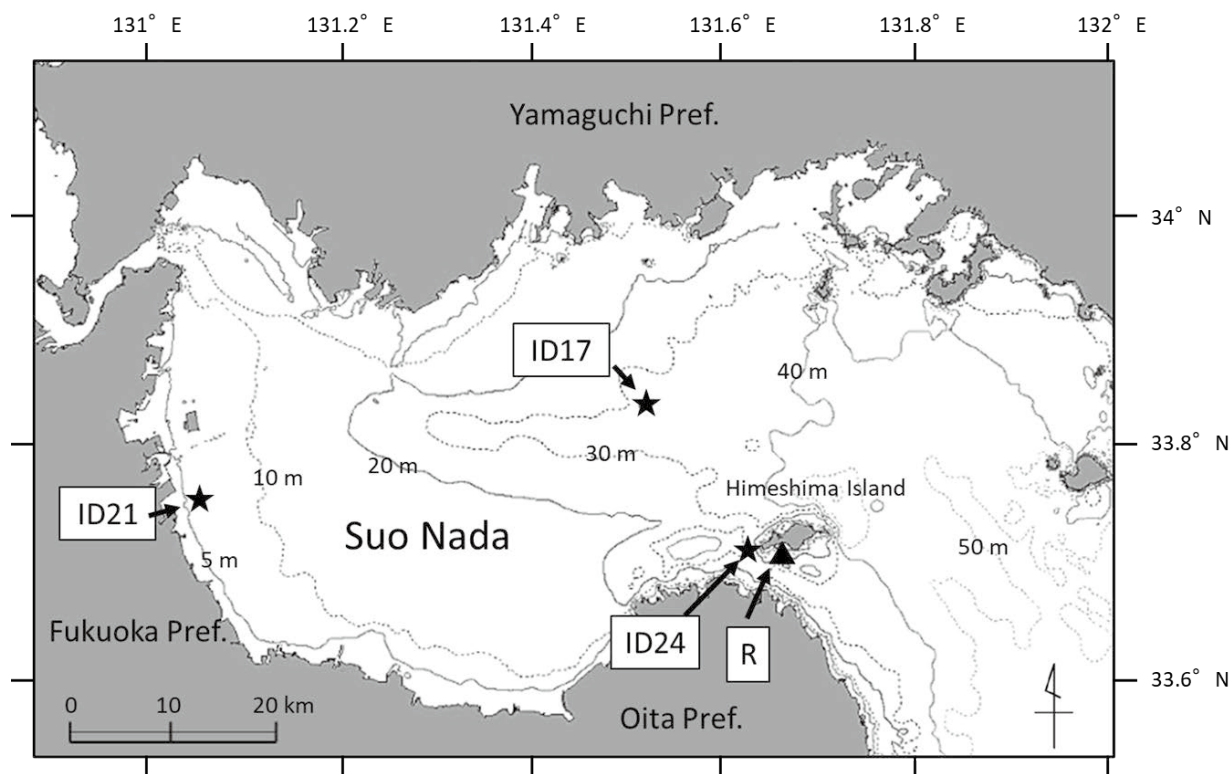 131° E 131.2° E 131.4° E 131.6° E 131.8° E 132° E
Yamaguchi Pref.
34° N
ID17
40 m
33.8° N
20 m
30 m
10 m
Himeshima Island
ID21
Suo Nada
50 m
5 m
Fukuoka Pref.
ID24
R
33.6° N
0 10 20 km
Oita Pref.